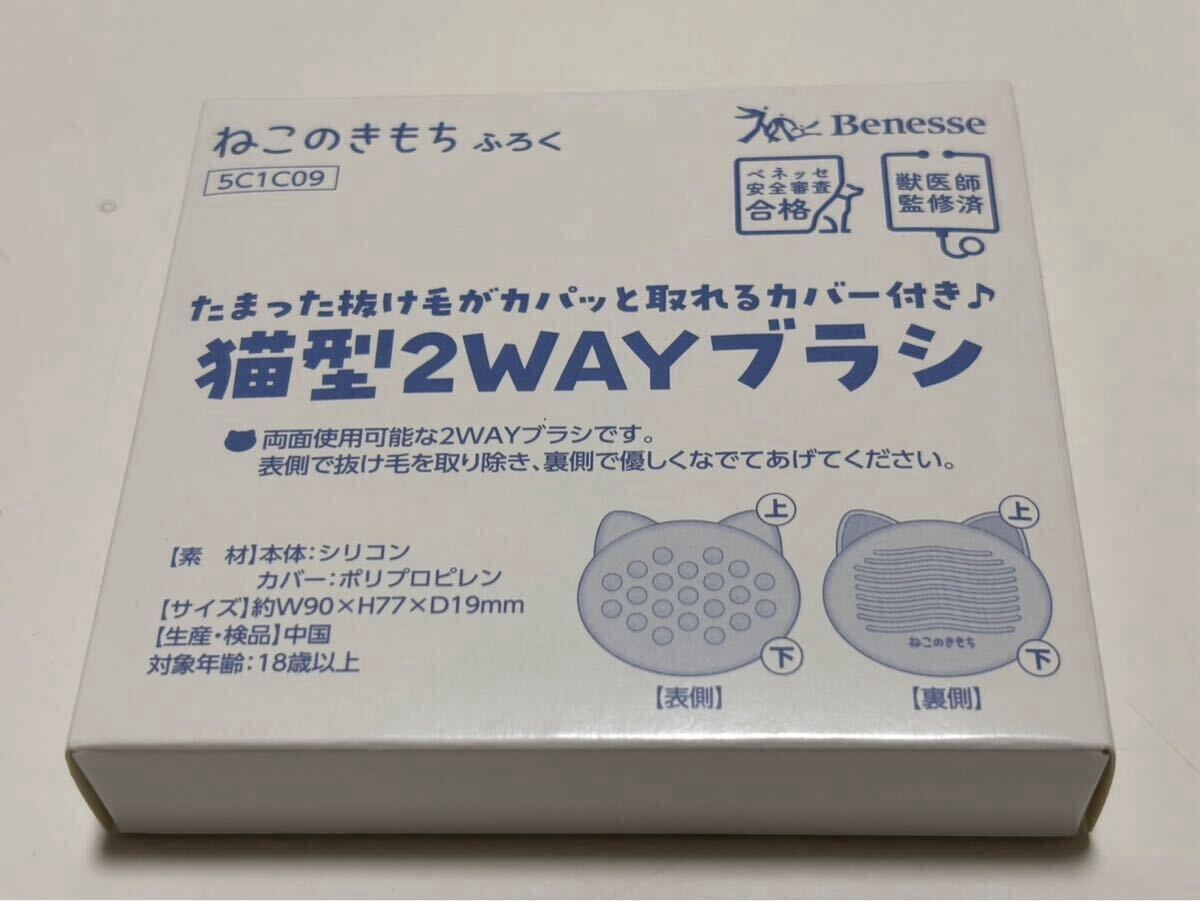 ねこのきもち ふろく
5C1C09
Benesse
ベネッセ
安全審査
合格
獣医師
監修済
たまった抜け毛がカパッと取れるカバー付き♪
猫型2WAYブラシ
両面使用可能な2WAYブラシです。
表側で抜け毛を取り除き、裏側で優しくなでてあげてください。
【素　材】本体：シリコン
カバー：ポリプロピレン
【サイズ】約W90×H77×D19mm
【生産・検品】中国
対象年齢：18歳以上
上
下
【表側】
上
ねこのきもち
下
【裏側】